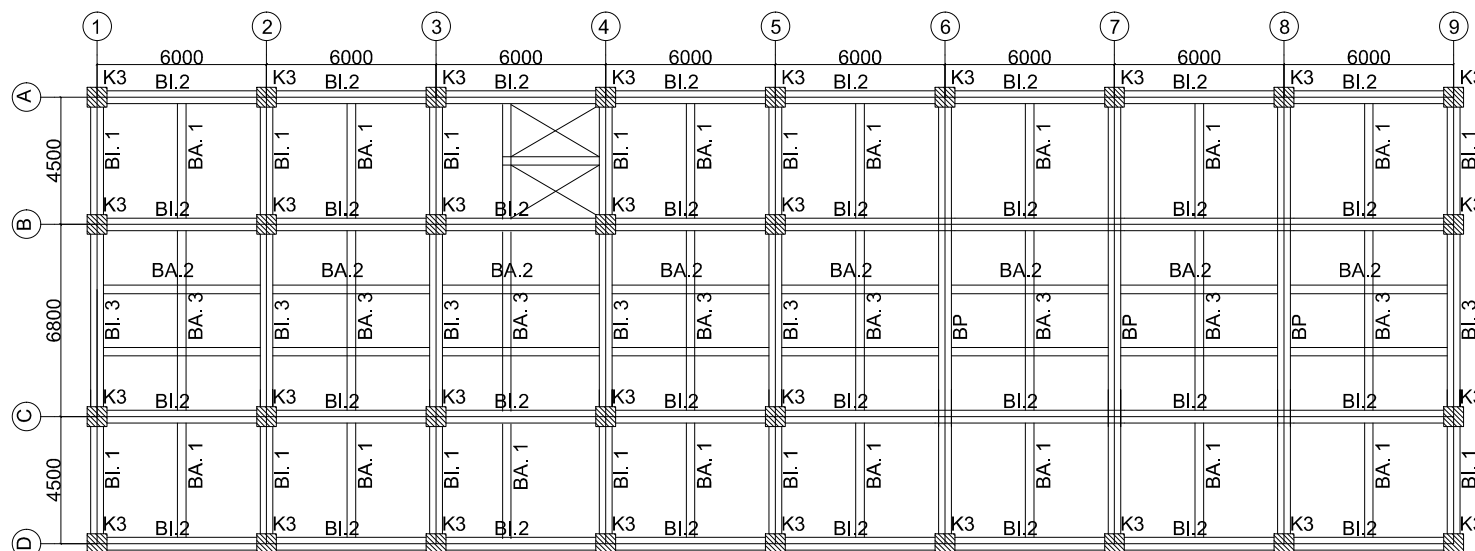 1 2 3 4 5 6 7 8 9
6000 6000 6000 6000 6000 6000 6000 6000
K3 BI.2 K3 BI.2 K3 BI.2 K3 BI.2 K3 BI.2 K3 BI.2 K3 BI.2 K3 BI.2 K3
A
4500 BI. 1 BA. 1 BI. 1 BA. 1 BI. 1 BI. 1 BA. 1 BI. 1 BA. 1 BA. 1 BA. 1 BA. 1 BI. 1
K3 BI.2 K3 BI.2 K3 BI.2 K3 BI.2 K3 BI.2 BI.2 BI.2 BI.2 K3
B
BA.2 BA.2 BA.2 BA.2 BA.2 BA.2 BA.2 BA.2
6800 BI. 3 BA. 3 BI. 3 BA. 3 BI. 3 BA. 3 BI. 3 BA. 3 BI. 3 BA. 3 BP BA. 3 BP BA. 3 BP BA. 3 BI. 3
K3 BI.2 K3 BI.2 K3 BI.2 K3 BI.2 K3 BI.2 BI.2 BI.2 BI.2 K3
C
4500 BI. 1 BA. 1 BI. 1 BA. 1 BI. 1 BA. 1 BI. 1 BA. 1 BI. 1 BA. 1 BA. 1 BA. 1 BA. 1 BI. 1
K3 BI.2 K3 BI.2 K3 BI.2 K3 BI.2 K3 BI.2 K3 BI.2 K3 BI.2 K3 BI.2 K3
D